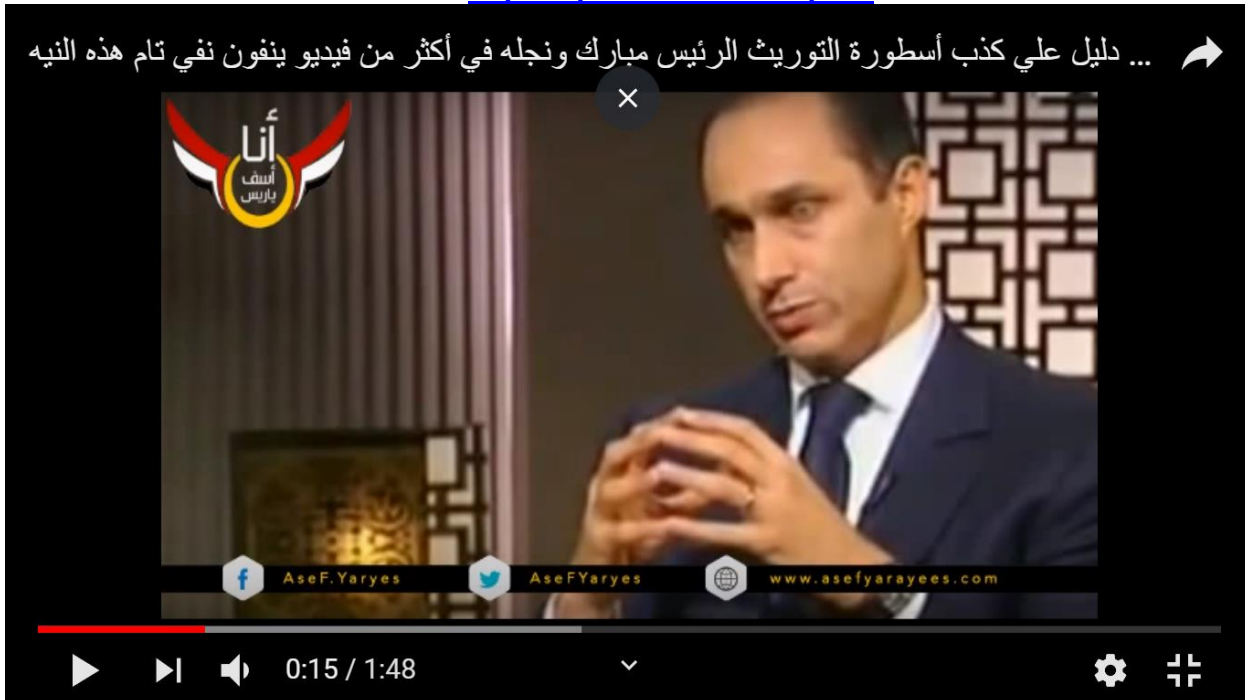 دليل علي كذب أسطورة التوريث الرئيس مبارك ونجله في أكثر من فيديو ينفون نفي تام هذه النيه ...
أنا
أسف
ياريس
AseF.Yaryes
AseFYaryes
www.asefyarayees.com
0:15 / 1:48